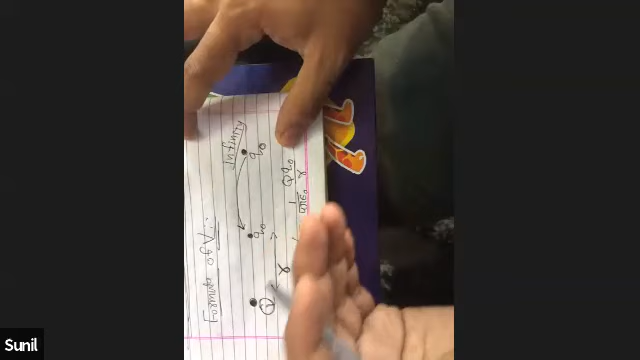 Formula of V :-
Infinity
Q q₀ q₀
r
1/4πε₀ Qq₀/r
Sunil